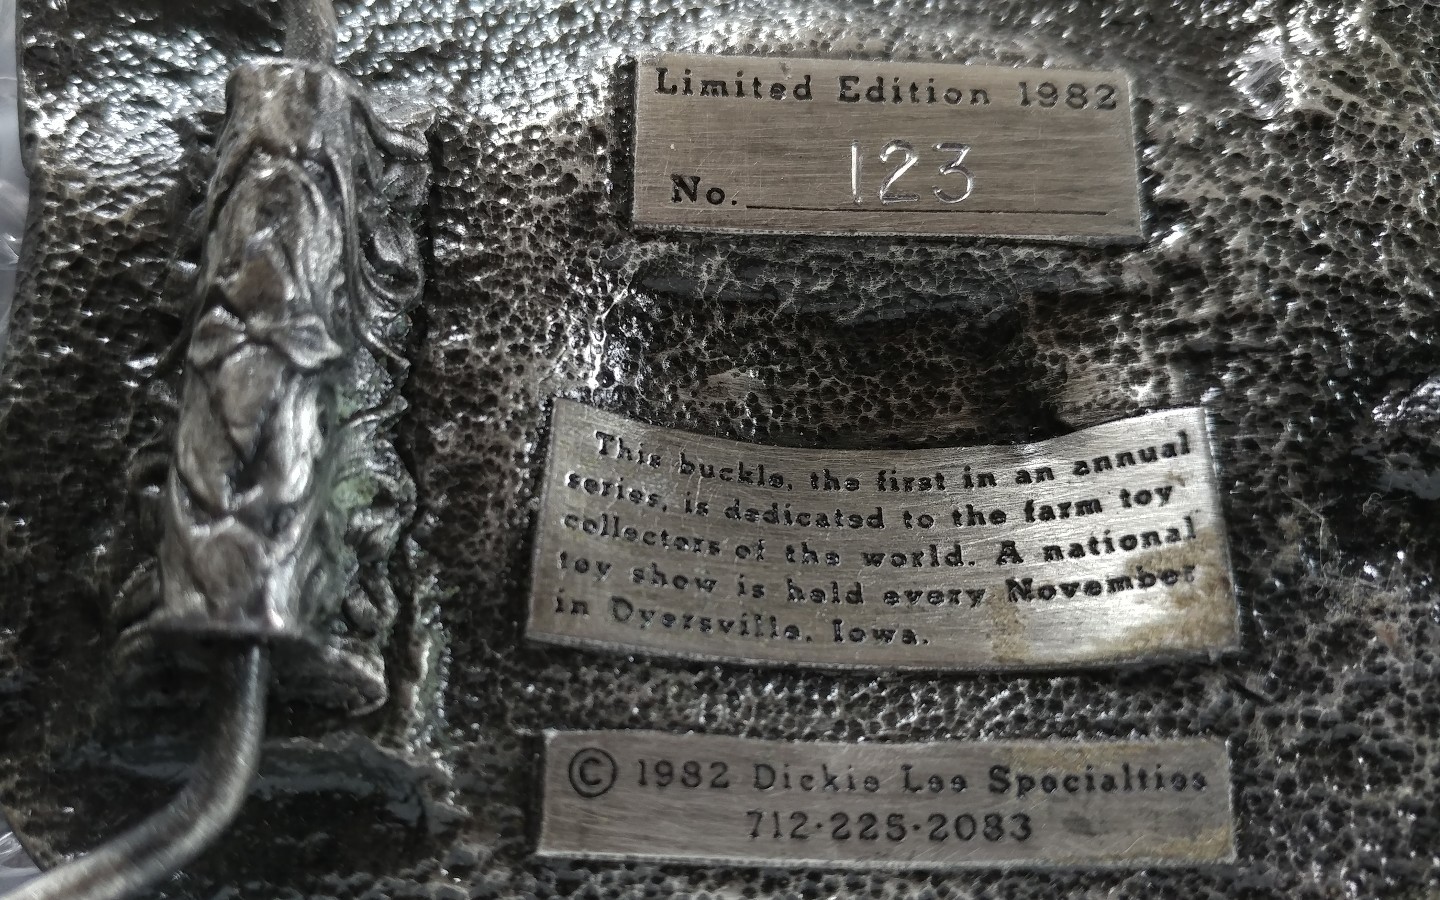 Limited Edition 1982
No. 123
This buckle, the first in an annual
series, is dedicated to the farm toy
collectors of the world. A national
toy show is held every November
in Dyersville, Iowa.
© 1982 Dickie Lee Specialties
712·225·2083